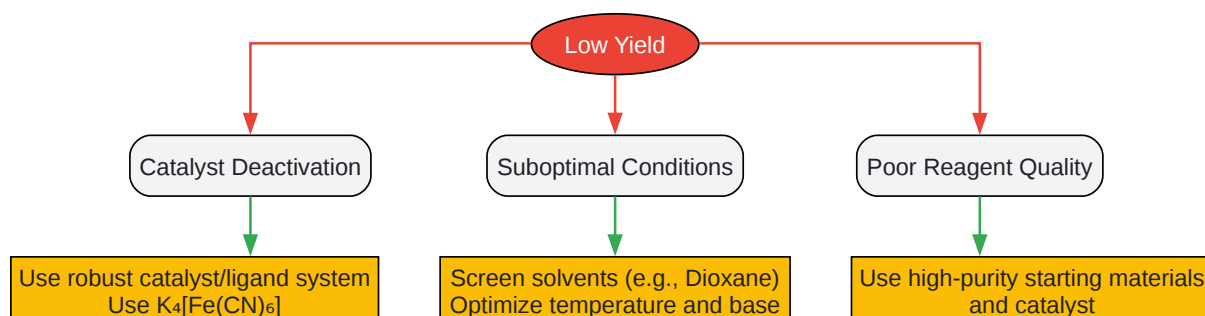 Low Yield
Catalyst Deactivation
Suboptimal Conditions
Poor Reagent Quality
Use robust catalyst/ligand system
Use K₄[Fe(CN)₆]
Screen solvents (e.g., Dioxane)
Optimize temperature and base
Use high-purity starting materials
and catalyst